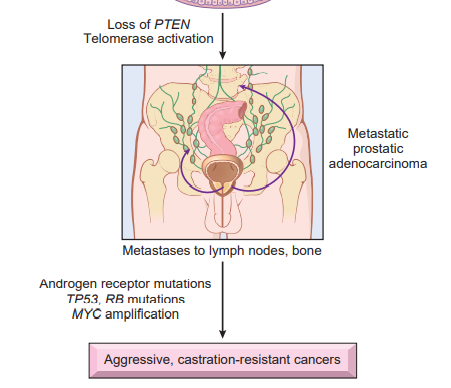 Loss of PTEN
Telomerase activation
Metastatic
prostatic
adenocarcinoma
Metastases to lymph nodes, bone
Androgen receptor mutations
TP53, RB mutations
MYC amplification
Aggressive, castration-resistant cancers